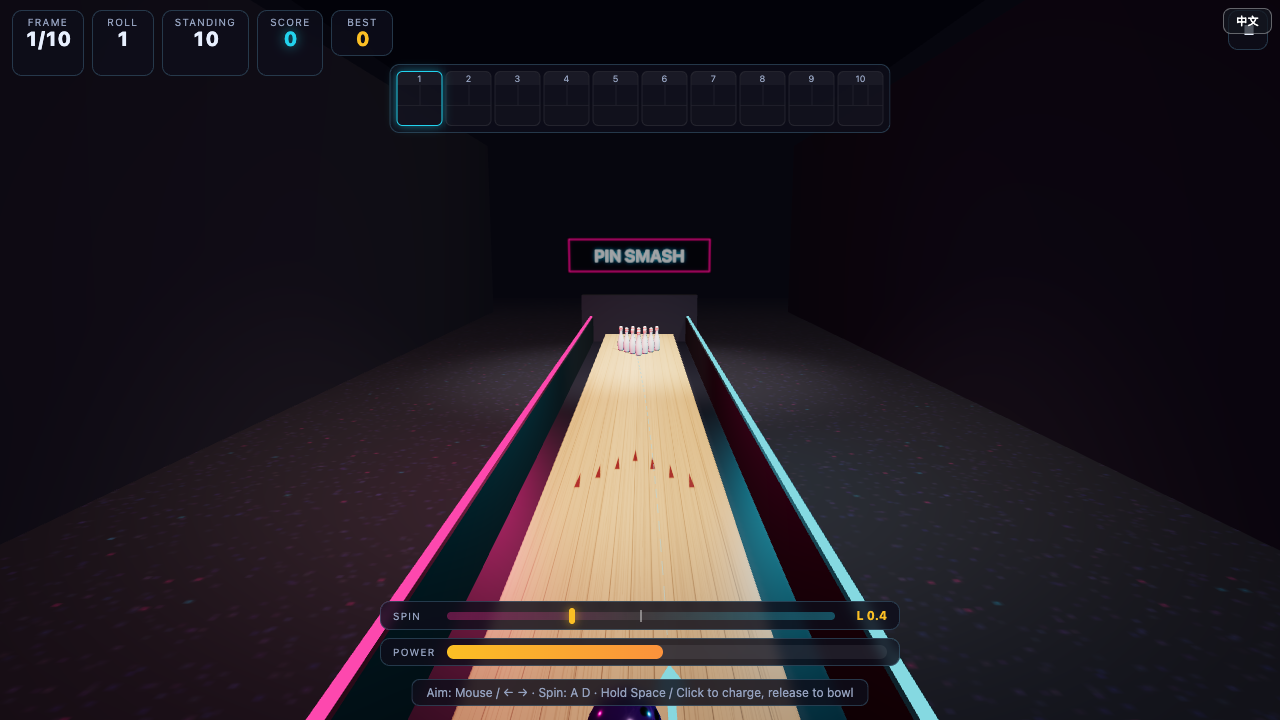 FRAME
1/10
ROLL
1
STANDING
10
SCORE
0
BEST
0
中文
1 2 3 4 5 6 7 8 9 10
PIN SMASH
SPIN L 0.4
POWER
Aim: Mouse / ← → · Spin: A D · Hold Space / Click to charge, release to bowl